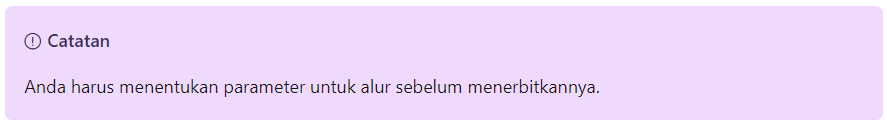 Catatan
Anda harus menentukan parameter untuk alur sebelum menerbitkannya.